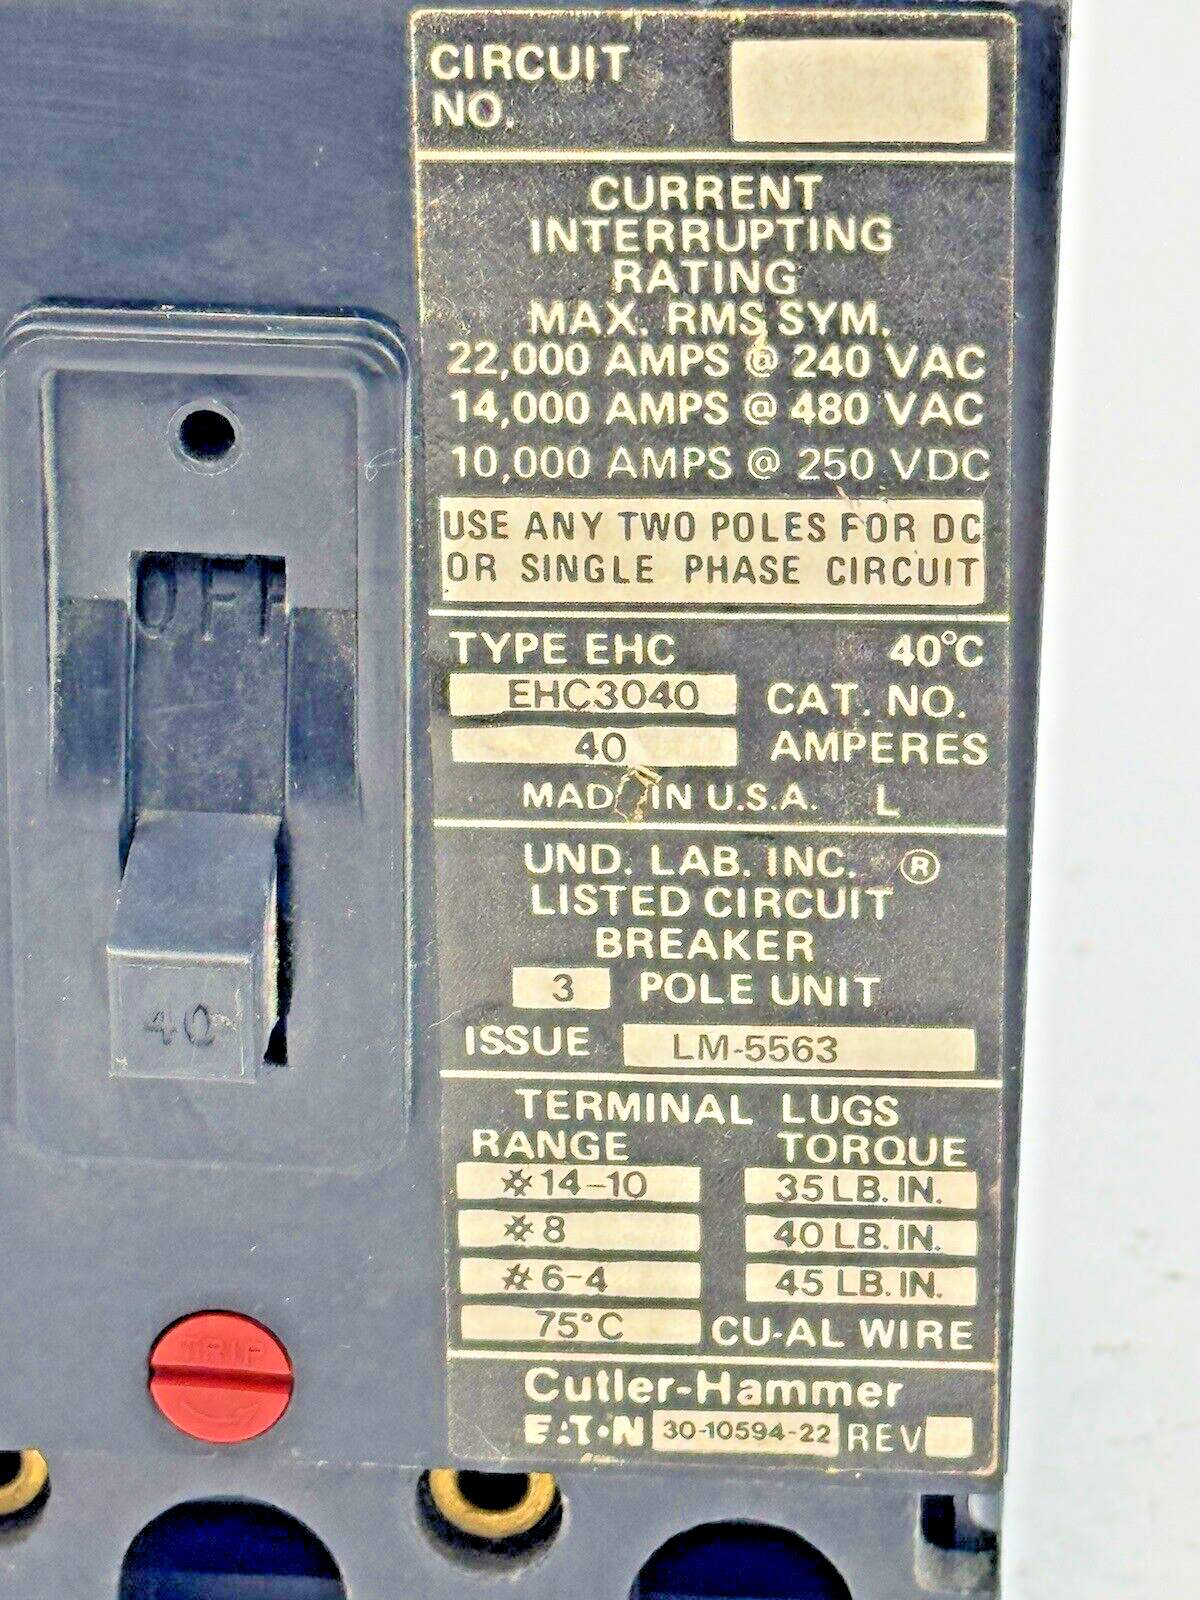 CIRCUIT
NO.
CURRENT
INTERRUPTING
RATING
MAX. RMS SYM.
22,000 AMPS @ 240 VAC
14,000 AMPS @ 480 VAC
10,000 AMPS @ 250 VDC
USE ANY TWO POLES FOR DC
OR SINGLE PHASE CIRCUIT
OFF
TYPE EHC 40°C
EHC3040 CAT. NO.
40 AMPERES
MAD IN U.S.A. L
UND. LAB. INC. ®
LISTED CIRCUIT
BREAKER
3 POLE UNIT
40
ISSUE LM-5563
TERMINAL LUGS
RANGE TORQUE
#14-10 35 LB. IN.
#8 40 LB. IN.
#6-4 45 LB. IN.
75°C CU-AL WIRE
TRIP
Cutler-Hammer
EATON 30-10594-22 REV